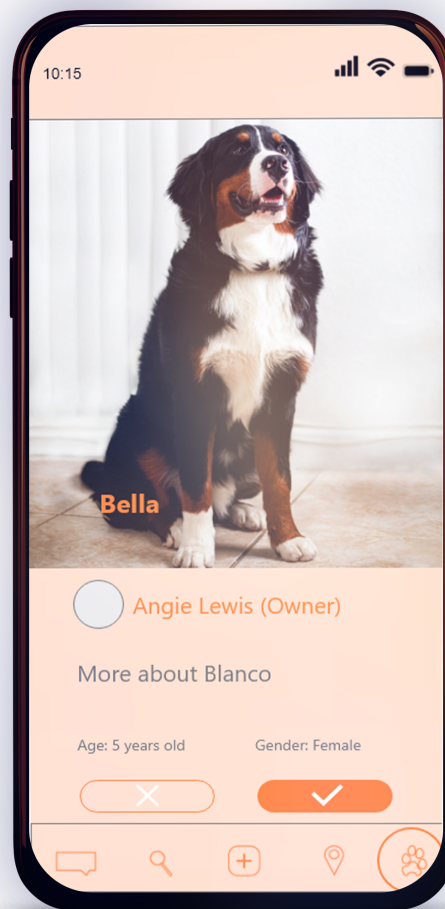 10:15
Bella
Angie Lewis (Owner)
More about Blanco
Age: 5 years old
Gender: Female